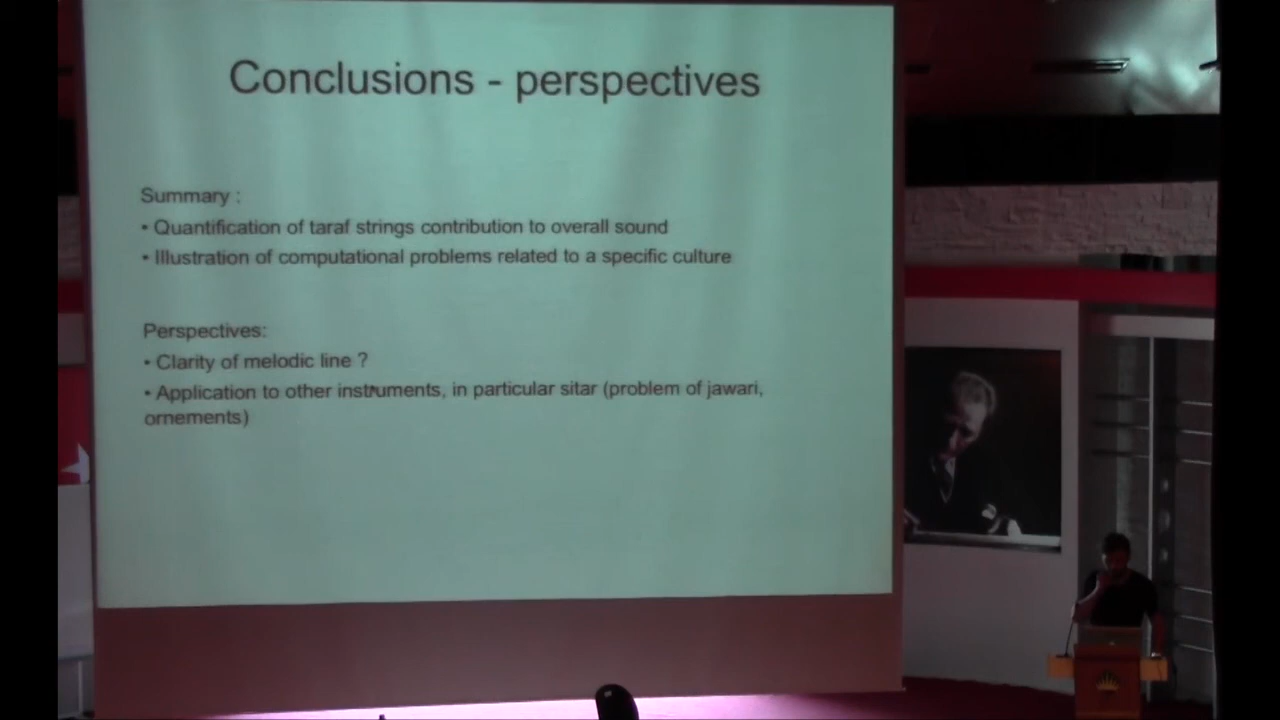 Conclusions - perspectives
Summary :
• Quantification of taraf strings contribution to overall sound
• Illustration of computational problems related to a specific culture
Perspectives:
• Clarity of melodic line ?
• Application to other instruments, in particular sitar (problem of jawari,
ornements)